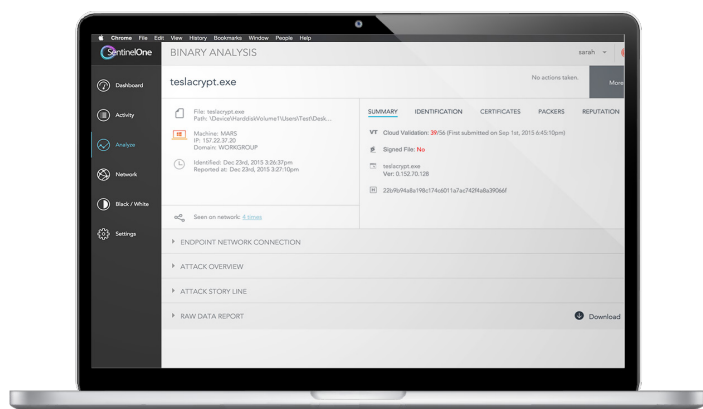 Chrome File Edit View History Bookmarks Window People Help
SentinelOne
BINARY ANALYSIS
sarah
Dashboard
Activity
Analyze
Network
Black / White
Settings
teslacrypt.exe
No actions taken.
More
File: teslacrypt.exe
Path: \Device\HarddiskVolume1\Users\Test\Desk...
Machine: MARS
IP: 157.22.37.20
Domain: WORKGROUP
Identified: Dec 23rd, 2015 3:26:37pm
Reported at: Dec 23rd, 2015 3:27:10pm
Seen on network: 4 times
SUMMARY IDENTIFICATION CERTIFICATES PACKERS REPUTATION
VT Cloud Validation: 39/56 (First submitted on Sep 1st, 2015 6:45:10pm)
Signed File: No
teslacrypt.exe
Ver: 0.152.70.128
ENDPOINT NETWORK CONNECTION
ATTACK OVERVIEW
ATTACK STORY LINE
RAW DATA REPORT
Download